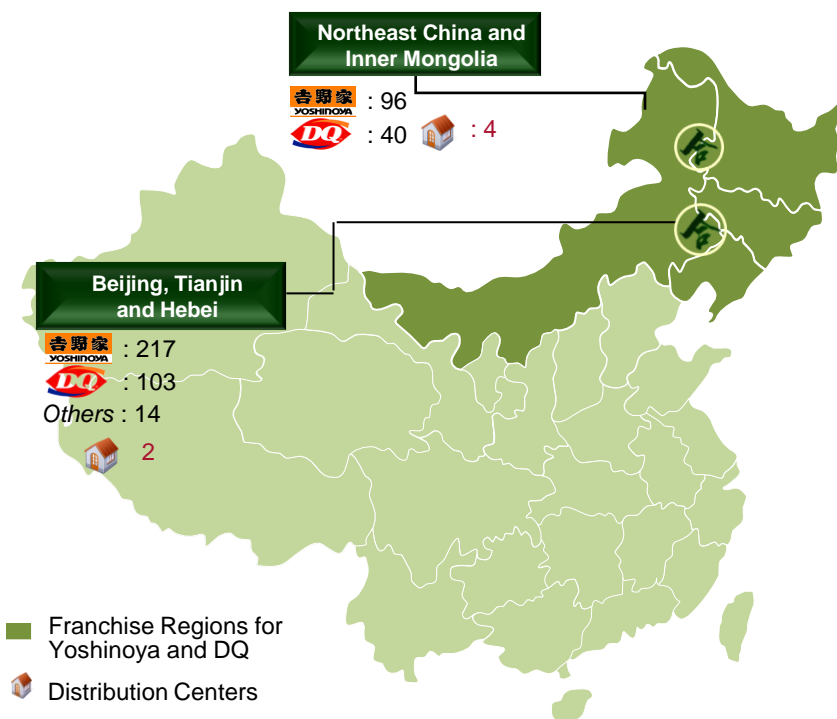 Northeast China and
Inner Mongolia
吉野家
YOSHINOYA : 96
DQ : 40 : 4
Beijing, Tianjin
and Hebei
吉野家
YOSHINOYA : 217
DQ : 103
Others : 14
2
Franchise Regions for
Yoshinoya and DQ
Distribution Centers